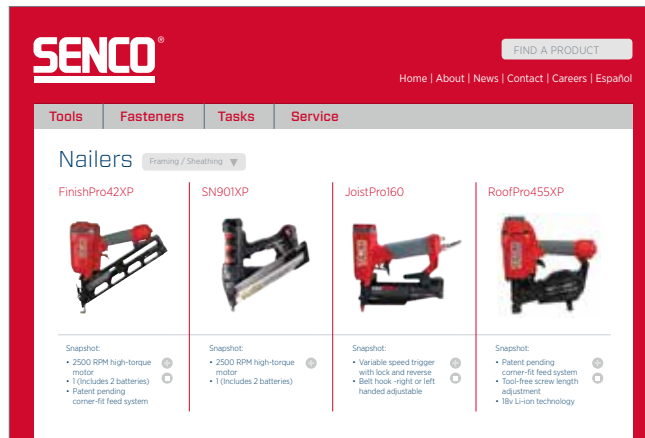 SENCO®
FIND A PRODUCT
Home | About | News | Contact | Careers | Español
Tools Fasteners Tasks Service
Nailers Framing / Sheathing ▼
FinishPro42XP SN901XP JoistPro160 RoofPro455XP
Snapshot:
• 2500 RPM high-torque
motor
• 1 (Includes 2 batteries)
• Patent pending
corner-fit feed system
Snapshot:
• 2500 RPM high-torque
motor
• 1 (Includes 2 batteries)
Snapshot:
• Variable speed trigger
with lock and reverse
• Belt hook -right or left
handed adjustable
Snapshot:
• Patent pending
corner-fit feed system
• Tool-free screw length
adjustment
• 18v Li-ion technology